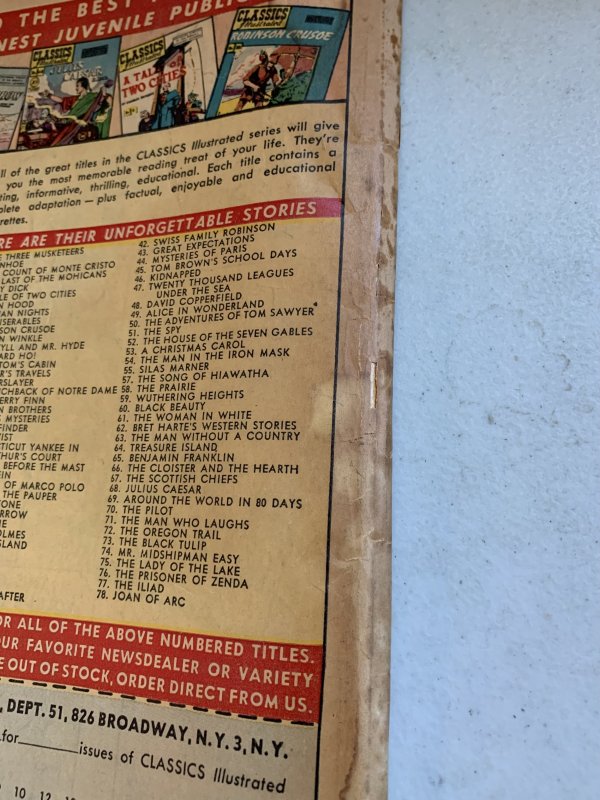 O THE BEST
NEST JUVENILE PUBLI
CLASSICS Illustrated
JULIUS CAESAR
CLASSICS Illustrated
A TALE OF TWO CITIES
CLASSICS Illustrated
ROBINSON CRUSOE
ll of the great titles in the CLASSICS Illustrated series will give
you the most memorable reading treat of your life. They're
ting, informative, thrilling, educational. Each title contains a
plete adaptation — plus factual, enjoyable and educational
rettes.
RE ARE THEIR UNFORGETTABLE STORIES
E THREE MUSKETEERS
NHOE
COUNT OF MONTE CRISTO
LAST OF THE MOHICANS
Y DICK
LE OF TWO CITIES
N HOOD
IAN NIGHTS
ISERABLES
SON CRUSOE
N WINKLE
YLL AND MR. HYDE
ARD HO!
TOM'S CABIN
R'S TRAVELS
RSLAYER
CHBACK OF NOTRE DAME
ERRY FINN
N BROTHERS
MYSTERIES
FINDER
IST
CTICUT YANKEE IN
THUR'S COURT
BEFORE THE MAST
EIN
OF MARCO POLO
THE PAUPER
ONE
RROW
NE
OLMES
SLAND
AFTER
42. SWISS FAMILY ROBINSON
43. GREAT EXPECTATIONS
44. MYSTERIES OF PARIS
45. TOM BROWN'S SCHOOL DAYS
46. KIDNAPPED
47. TWENTY THOUSAND LEAGUES
UNDER THE SEA
48. DAVID COPPERFIELD
49. ALICE IN WONDERLAND
50. THE ADVENTURES OF TOM SAWYER
51. THE SPY
52. THE HOUSE OF THE SEVEN GABLES
53. A CHRISTMAS CAROL
54. THE MAN IN THE IRON MASK
55. SILAS MARNER
57. THE SONG OF HIAWATHA
58. THE PRAIRIE
59. WUTHERING HEIGHTS
60. BLACK BEAUTY
61. THE WOMAN IN WHITE
62. BRET HARTE'S WESTERN STORIES
63. THE MAN WITHOUT A COUNTRY
64. TREASURE ISLAND
65. BENJAMIN FRANKLIN
66. THE CLOISTER AND THE HEARTH
67. THE SCOTTISH CHIEFS
68. JULIUS CAESAR
69. AROUND THE WORLD IN 80 DAYS
70. THE PILOT
71. THE MAN WHO LAUGHS
72. THE OREGON TRAIL
73. THE BLACK TULIP
74. MR. MIDSHIPMAN EASY
75. THE LADY OF THE LAKE
76. THE PRISONER OF ZENDA
77. THE ILIAD
78. JOAN OF ARC
OR ALL OF THE ABOVE NUMBERED TITLES.
OUR FAVORITE NEWSDEALER OR VARIETY
E OUT OF STOCK, ORDER DIRECT FROM US.
, DEPT. 51, 826 BROADWAY, N.Y. 3, N.Y.
for issues of CLASSICS Illustrated
10 12